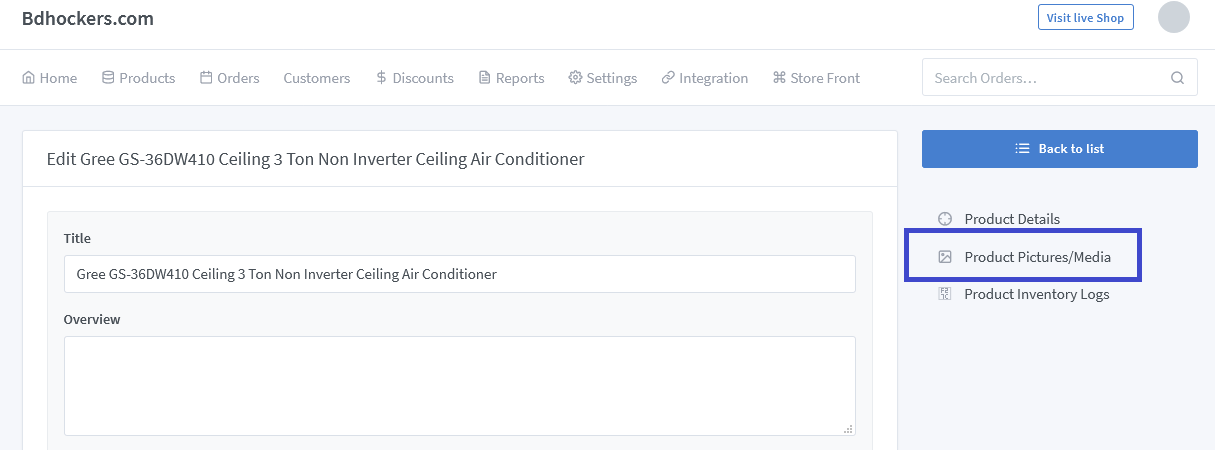 Bdhockers.com
Visit live Shop
Home Products Orders Customers Discounts Reports Settings Integration Store Front
Search Orders...
Edit Gree GS-36DW410 Ceiling 3 Ton Non Inverter Ceiling Air Conditioner
Back to list
Title
Gree GS-36DW410 Ceiling 3 Ton Non Inverter Ceiling Air Conditioner
Overview
Product Details
Product Pictures/Media
Product Inventory Logs